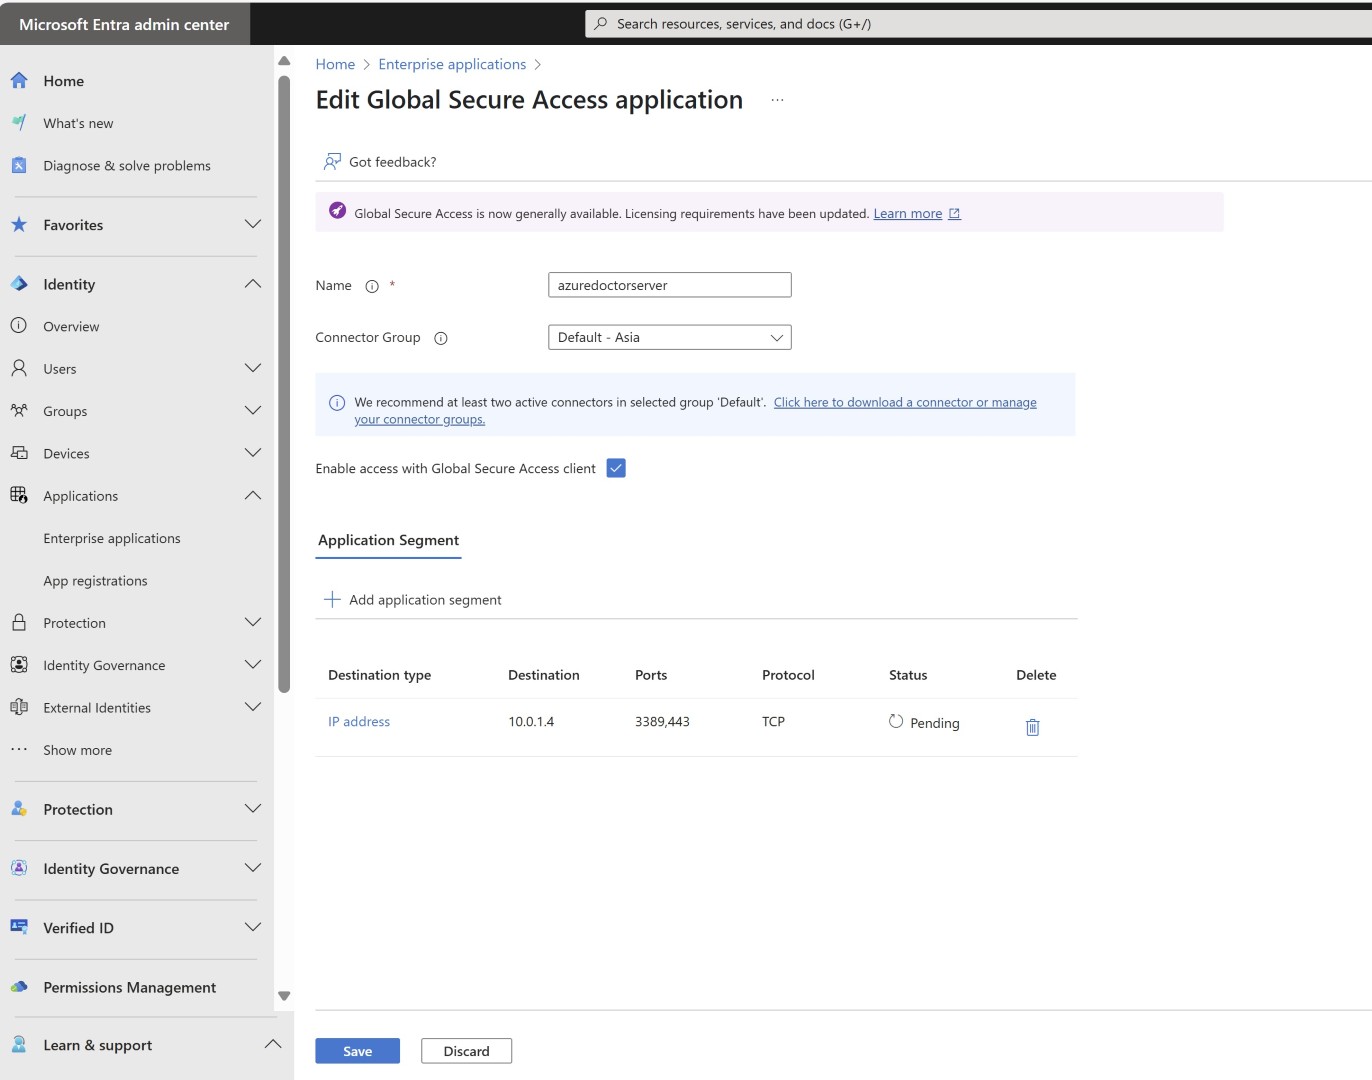 Microsoft Entra admin center
Search resources, services, and docs (G+/)
Home
What's new
Diagnose & solve problems
Favorites
Identity
Overview
Users
Groups
Devices
Applications
Enterprise applications
App registrations
Protection
Identity Governance
External Identities
Show more
Protection
Identity Governance
Verified ID
Permissions Management
Learn & support
Home > Enterprise applications >
Edit Global Secure Access application ...
Got feedback?
Global Secure Access is now generally available. Licensing requirements have been updated. Learn more
Name * azuredoctorserver
Connector Group Default - Asia
We recommend at least two active connectors in selected group 'Default'. Click here to download a connector or manage
your connector groups.
Enable access with Global Secure Access client
Application Segment
Add application segment
Destination type Destination Ports Protocol Status Delete
IP address 10.0.1.4 3389,443 TCP Pending
Save Discard